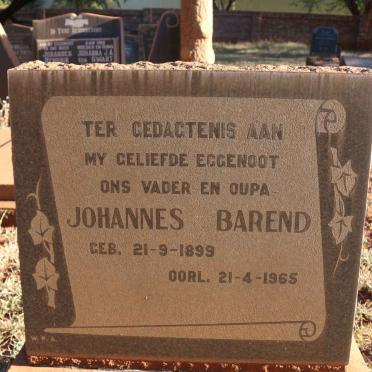 TER GEDAGTENIS AAN
MY GELIEFDE EGGENOOT
ONS VADER EN OUPA
JOHANNES BAREND
GEB. 21-9-1899
OORL. 21-4-1965
W.P.A.